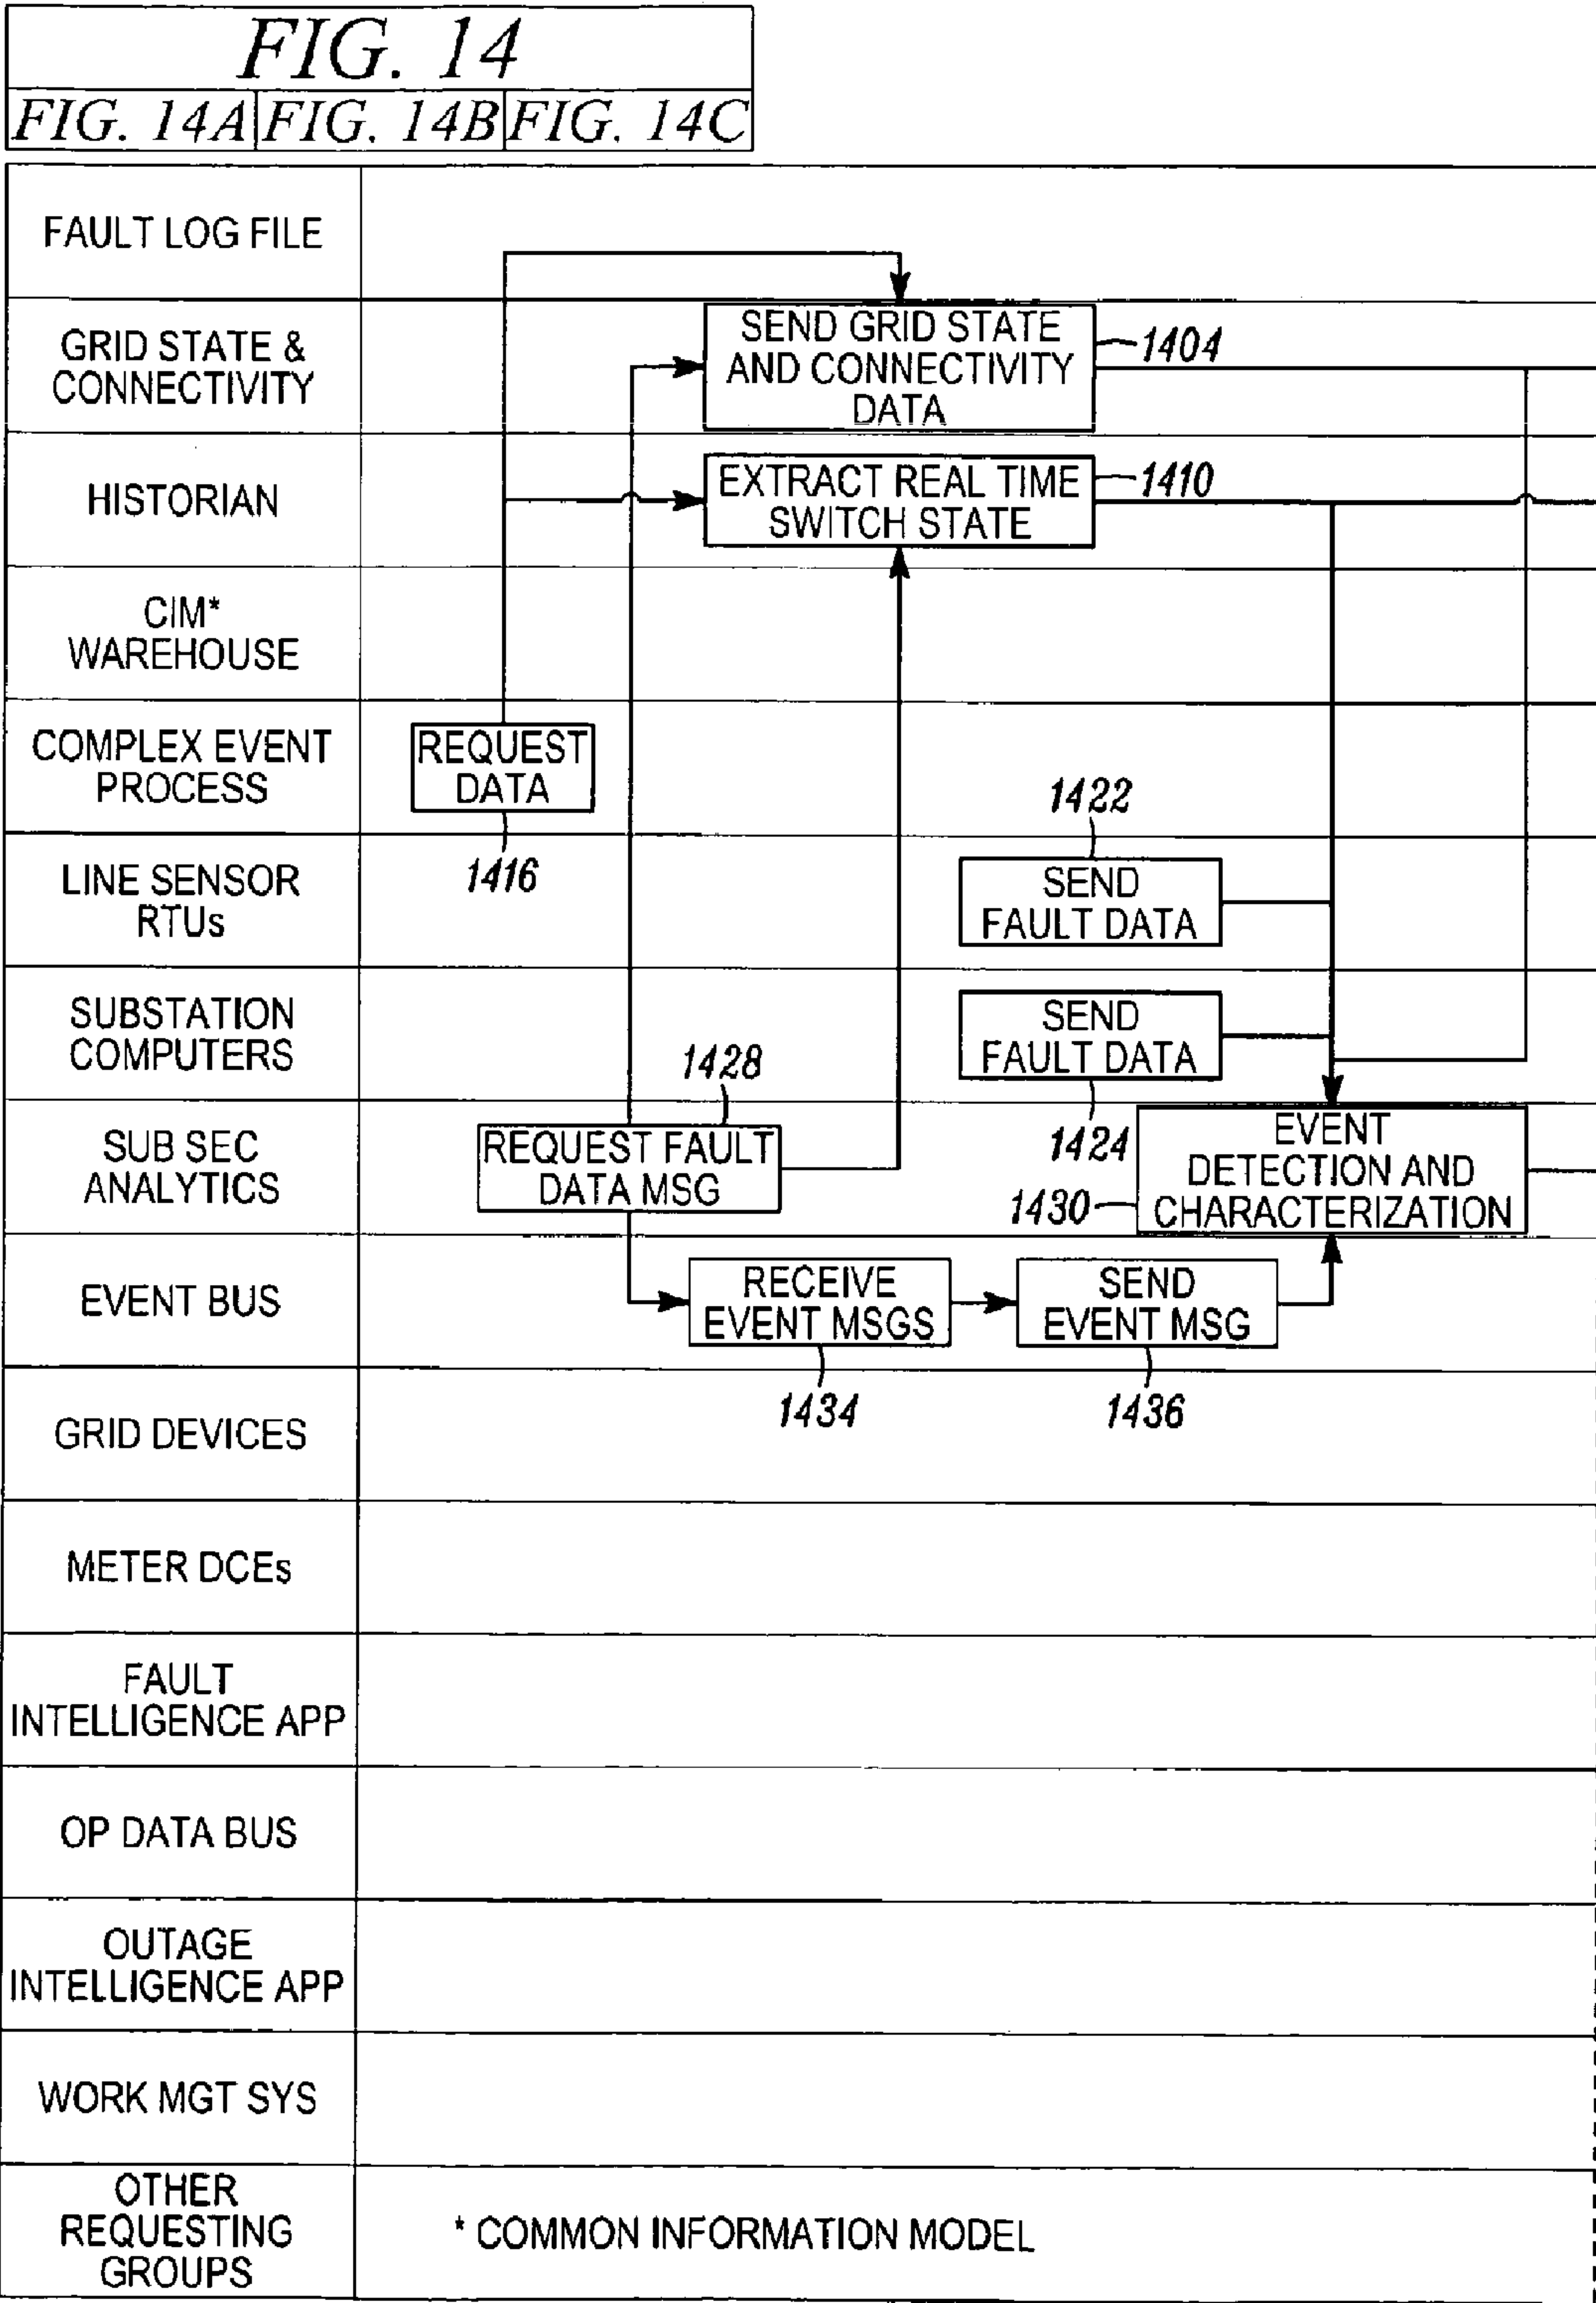 FIG. 14
FIG. 14A FIG. 14B FIG. 14C
FAULT LOG FILE
GRID STATE &
CONNECTIVITY
SEND GRID STATE
AND CONNECTIVITY
DATA
1404
HISTORIAN
EXTRACT REAL TIME
SWITCH STATE
1410
CIM*
WAREHOUSE
COMPLEX EVENT
PROCESS
REQUEST
DATA
1416
1422
LINE SENSOR
RTUs
SEND
FAULT DATA
SUBSTATION
COMPUTERS
SEND
FAULT DATA
1424
1428
SUB SEC
ANALYTICS
REQUEST FAULT
DATA MSG
EVENT
DETECTION AND
CHARACTERIZATION
1430
EVENT BUS
RECEIVE
EVENT MSGS
1434
SEND
EVENT MSG
1436
GRID DEVICES
METER DCEs
FAULT
INTELLIGENCE APP
OP DATA BUS
OUTAGE
INTELLIGENCE APP
WORK MGT SYS
OTHER
REQUESTING
GROUPS
* COMMON INFORMATION MODEL